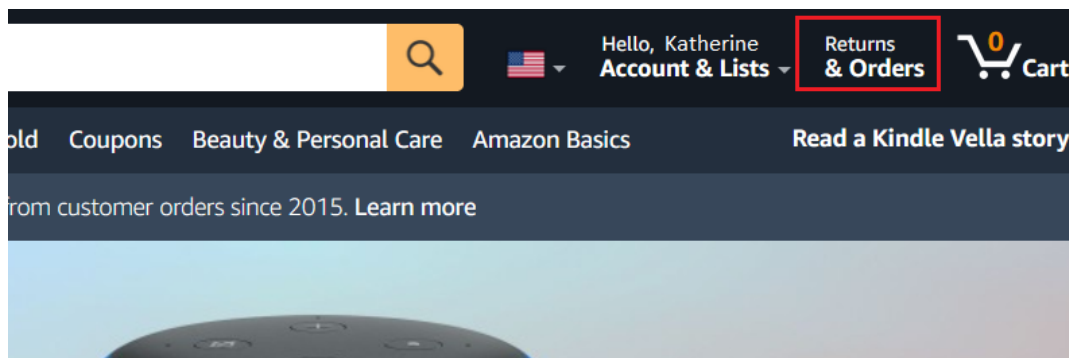 Hello, Katherine
Account & Lists
Returns
& Orders
0
Cart
old Coupons Beauty & Personal Care Amazon Basics Read a Kindle Vella story
from customer orders since 2015. Learn more